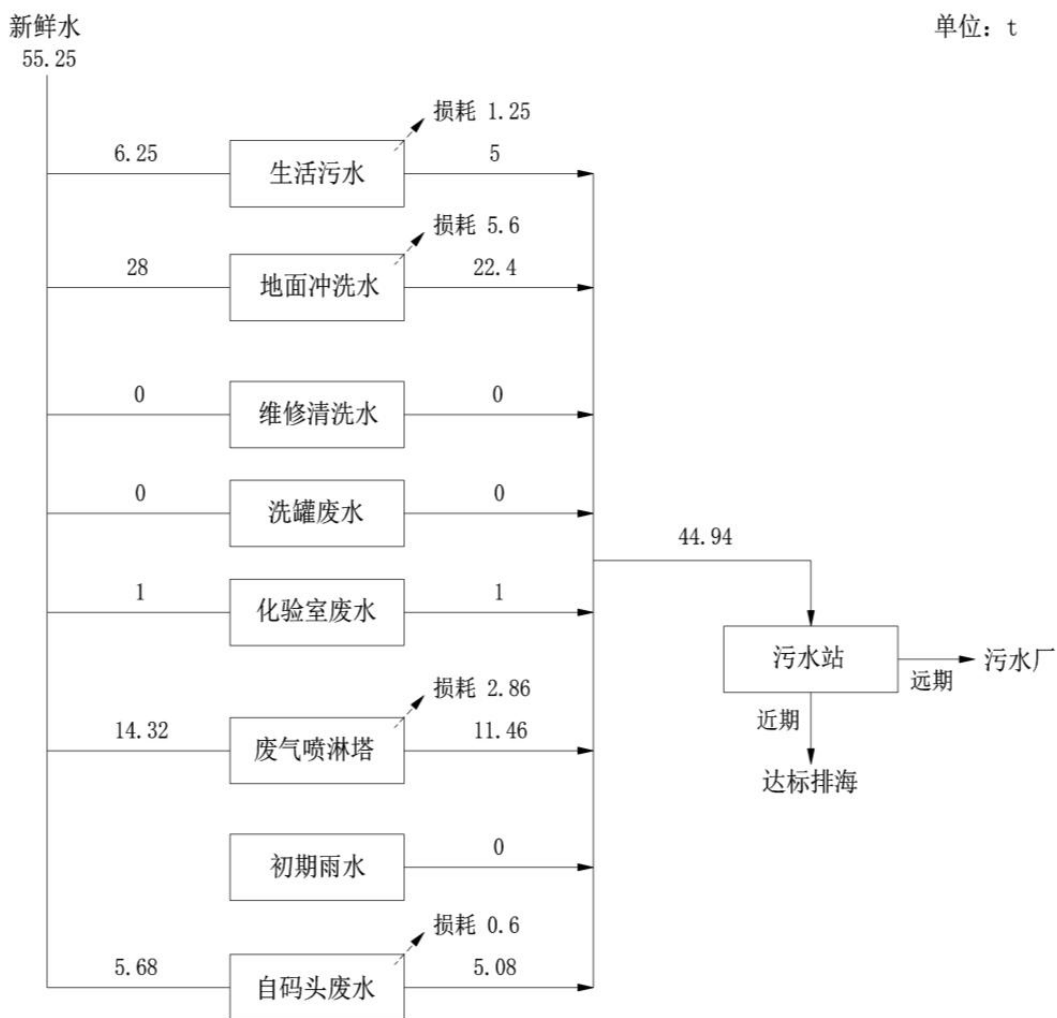 新鲜水
单位：t
55.25
损耗 1.25
6.25
生活污水
5
损耗 5.6
28
地面冲洗水
22.4
0
维修清洗水
0
0
洗罐废水
0
44.94
1
化验室废水
1
污水站
污水厂
远期
近期
达标排海
损耗 2.86
14.32
废气喷淋塔
11.46
初期雨水
0
损耗 0.6
5.68
自码头废水
5.08